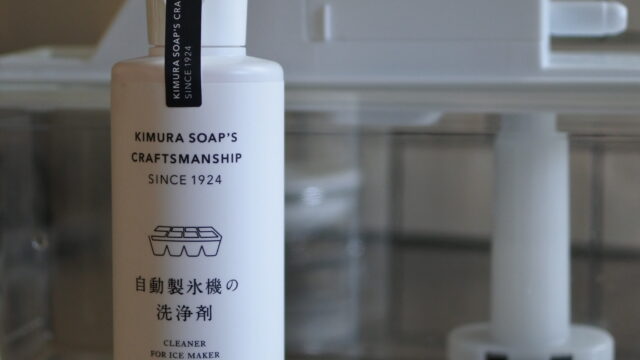 KIMURA SOAP'S CRA
SINCE 1924
KIMURA SOAP'S
CRAFTSMANSHIP
SINCE 1924
自動製氷機の
洗浄剤
CLEANER
FOR ICE MAKER